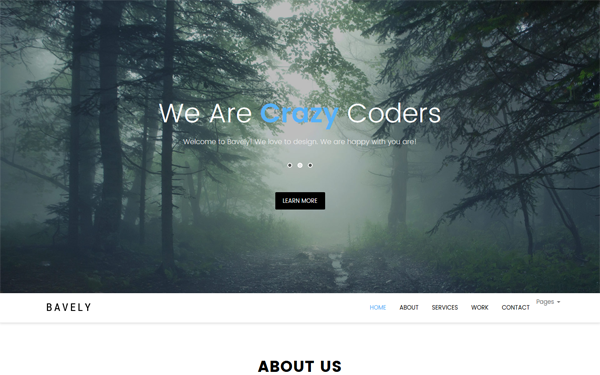 We Are Crazy Coders
Welcome to Bavely! We love to design. We are happy with you are!
LEARN MORE
BAVELY HOME ABOUT SERVICES WORK CONTACT Pages
ABOUT US